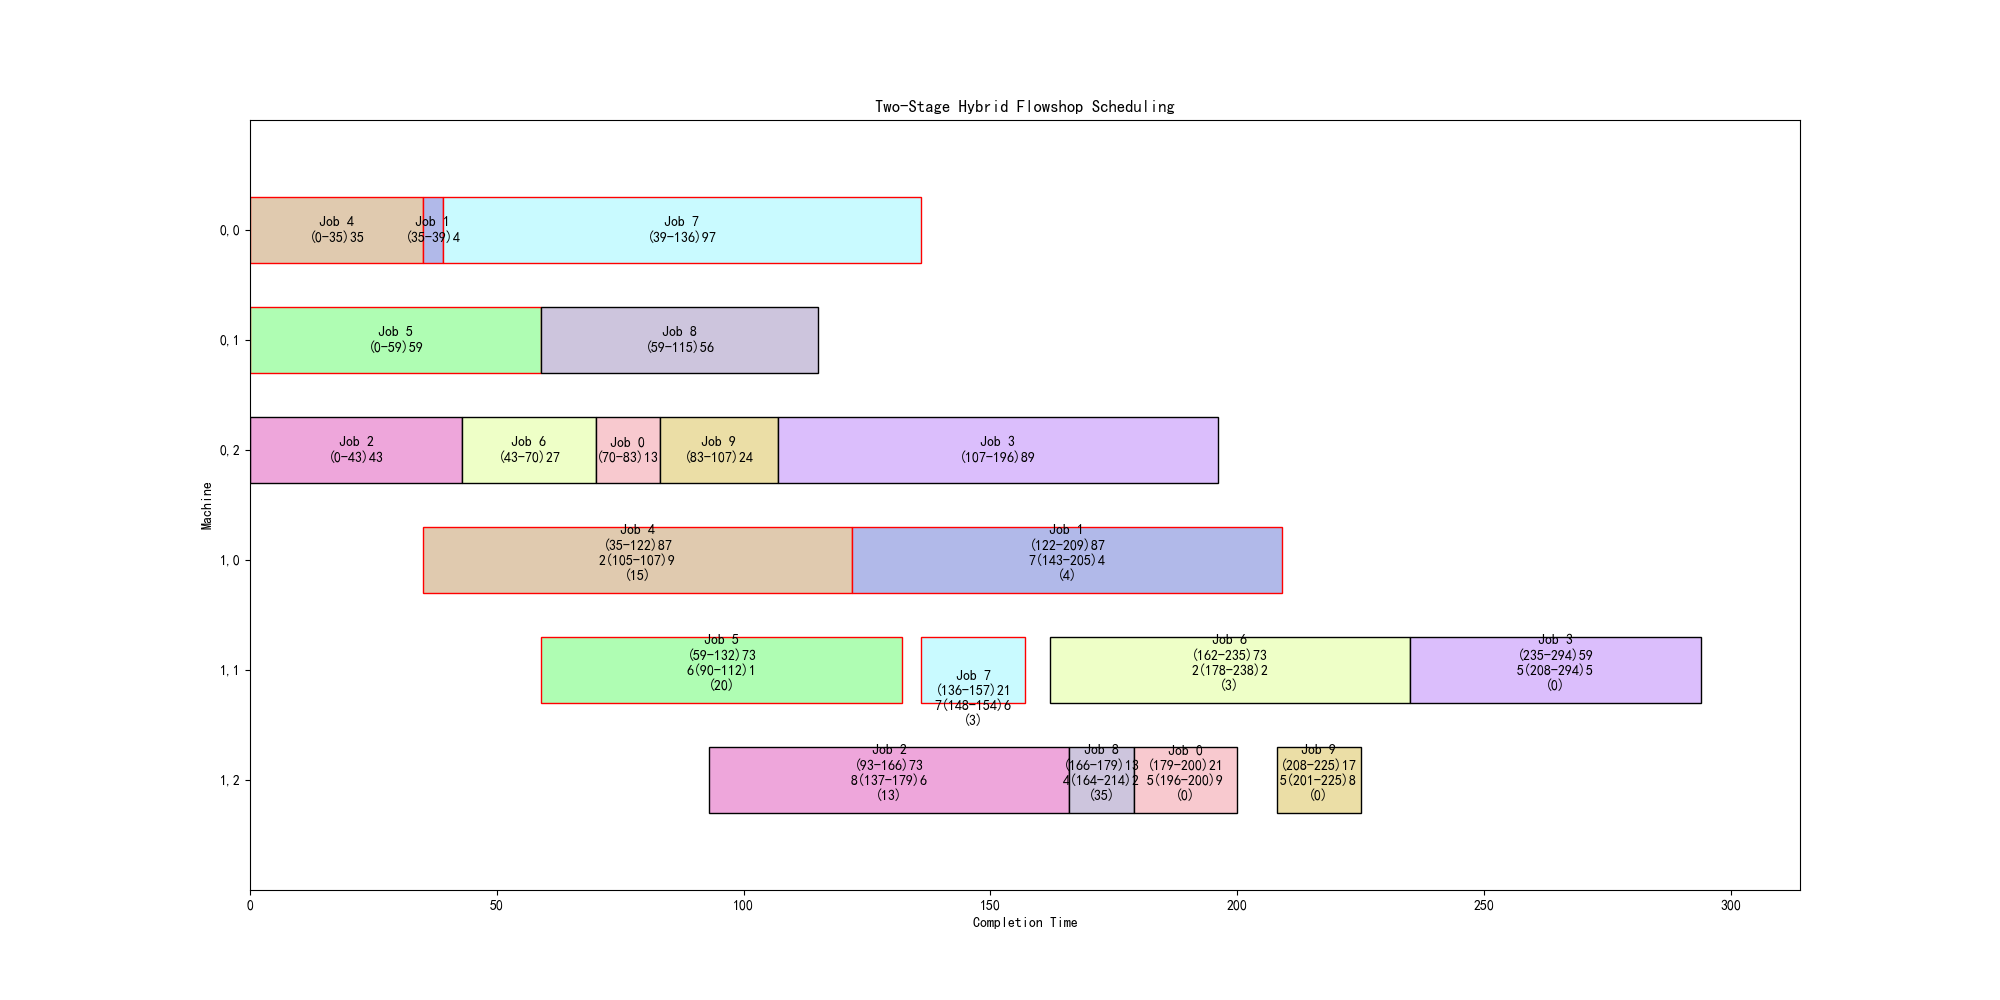 Two-Stage Hybrid Flowshop Scheduling
0,0
Job 4
(0-35)35
Job 1
(35-39)4
Job 7
(39-136)97
0,1
Job 5
(0-59)59
Job 8
(59-115)56
0,2
Job 2
(0-43)43
Job 6
(43-70)27
Job 0
(70-83)13
Job 9
(83-107)24
Job 3
(107-196)89
Machine
1,0
Job 4
(35-122)87
2(105-107)9
(15)
Job 1
(122-209)87
7(143-205)4
(4)
1,1
Job 5
(59-132)73
6(90-112)1
(20)
Job 7
(136-157)21
7(148-154)6
(3)
Job 6
(162-235)73
2(178-238)2
(3)
Job 3
(235-294)59
5(208-294)5
(0)
1,2
Job 2
(93-166)73
8(137-179)6
(13)
Job 8
(166-179)13
4(164-214)2
(35)
Job 0
(179-200)21
5(196-200)9
(0)
Job 9
(208-225)17
5(201-225)8
(0)
0
50
100
150
200
250
300
Completion Time